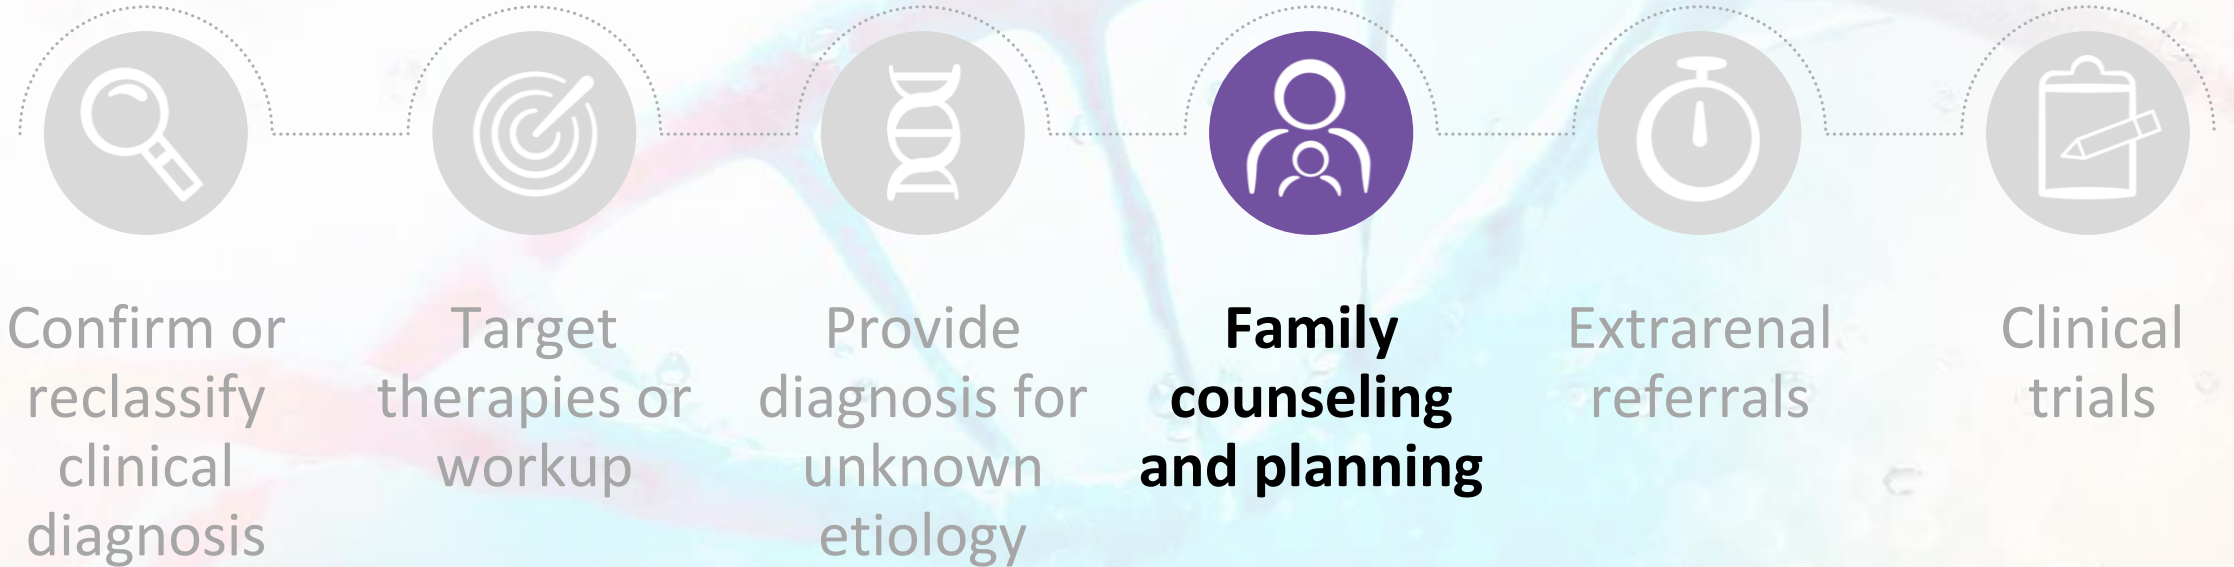 Confirm or
reclassify
clinical
diagnosis
Target
therapies or
workup
Provide
diagnosis for
unknown
etiology
Family
counseling
and planning
Extrarenal
referrals
Clinical
trials